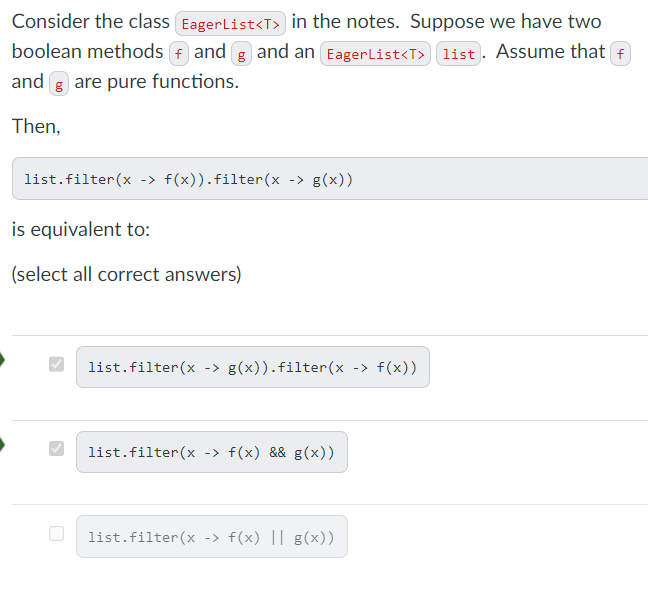 Consider the class EagerList<T> in the notes. Suppose we have two
boolean methods f and g and an EagerList<T> list. Assume that f
and g are pure functions.
Then,
list.filter(x -> f(x)).filter(x -> g(x))
is equivalent to:
(select all correct answers)
list.filter(x -> g(x)).filter(x -> f(x))
list.filter(x -> f(x) && g(x))
list.filter(x -> f(x) || g(x))